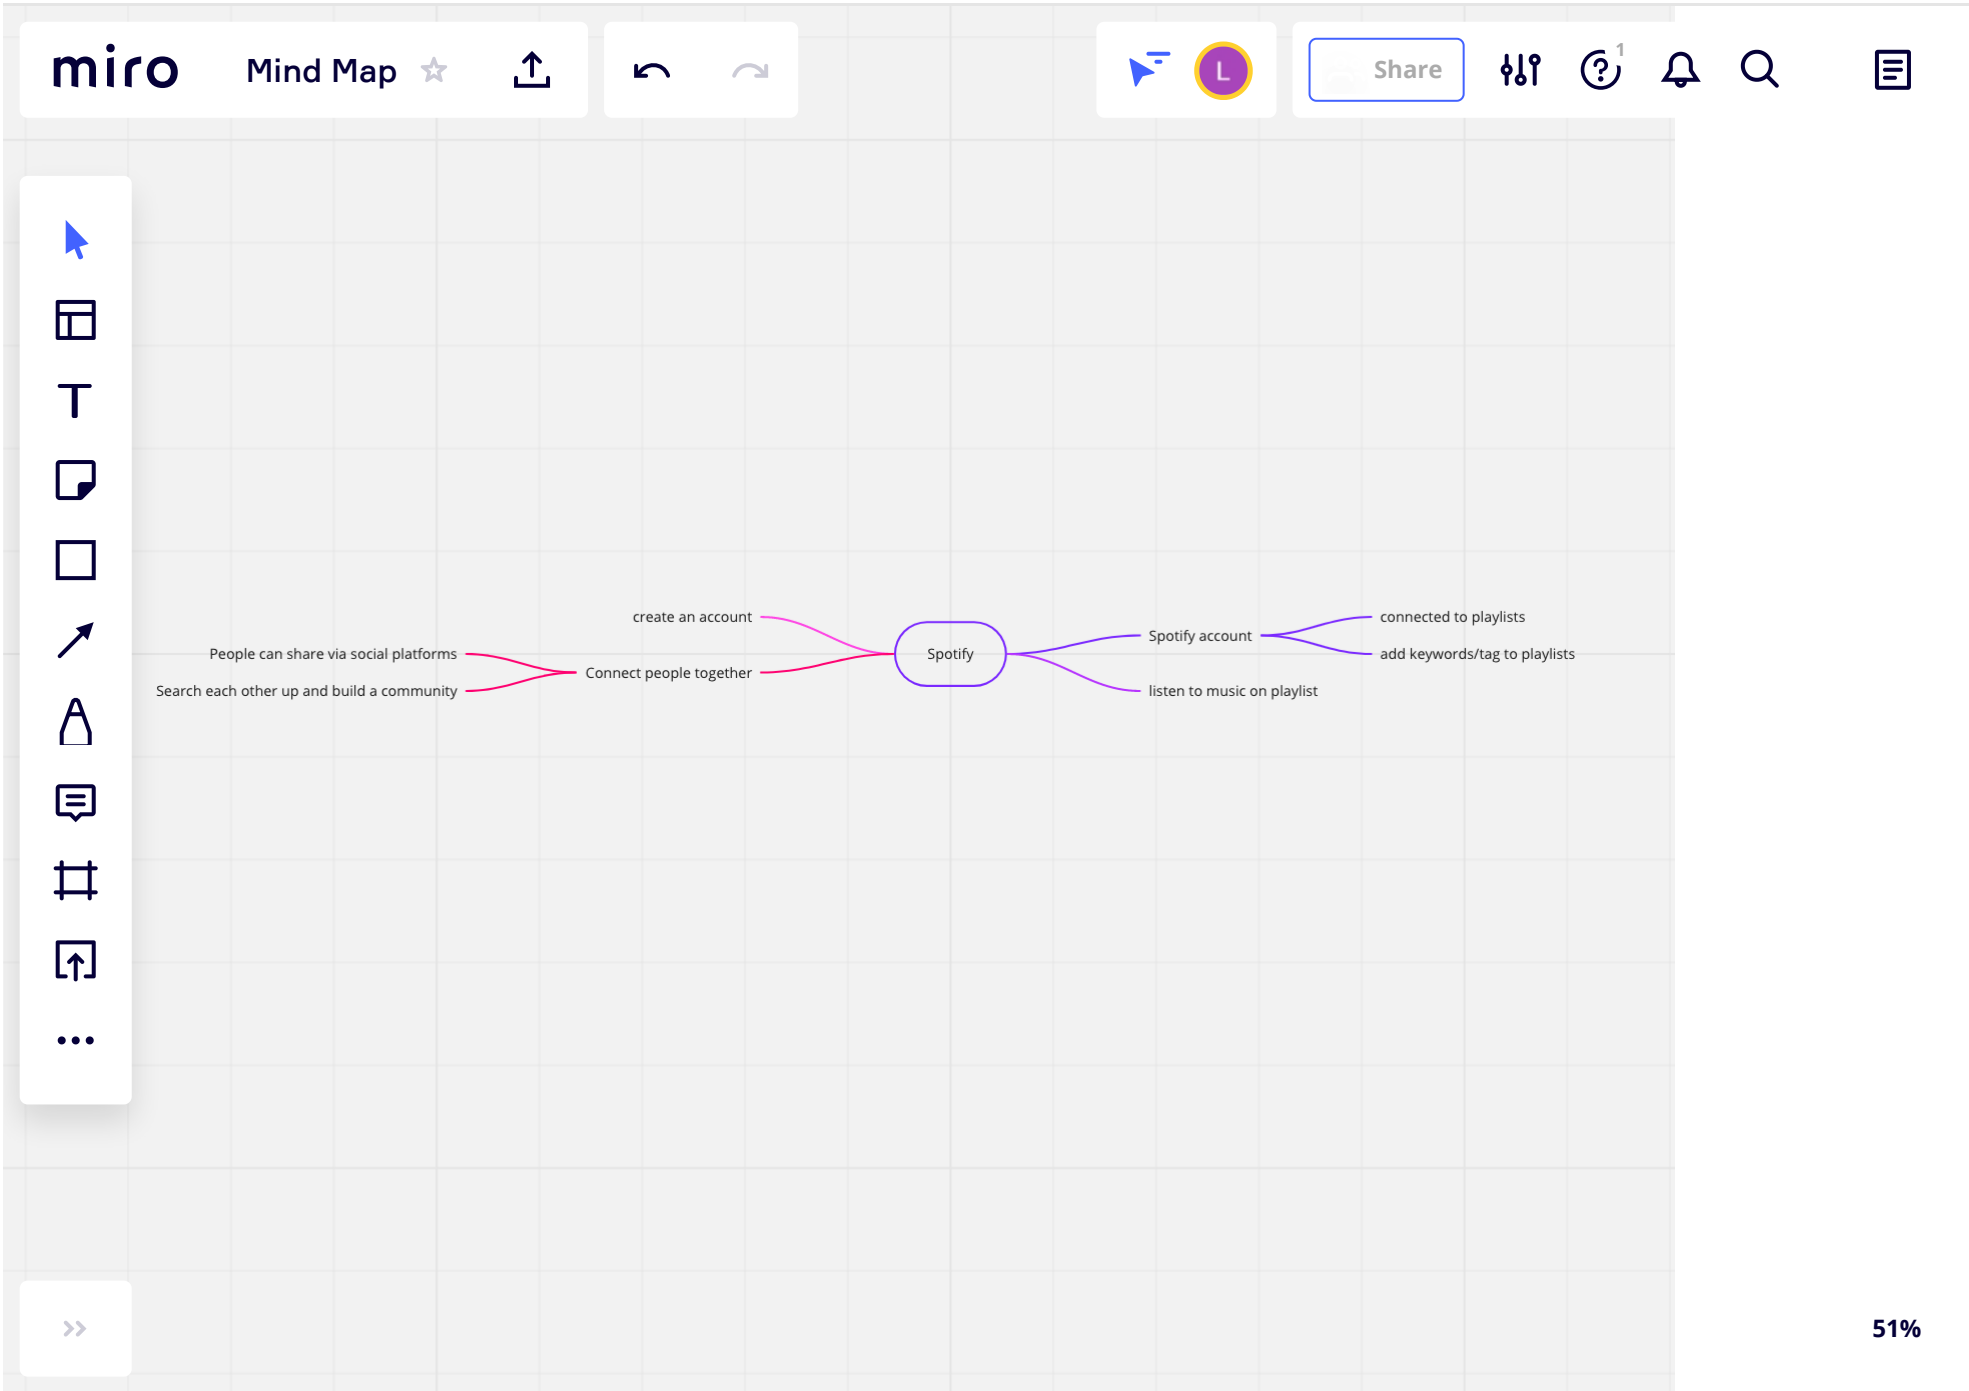 miro
Mind Map
L
Share
1
create an account
People can share via social platforms
Connect people together
Search each other up and build a community
Spotify
Spotify account
listen to music on playlist
connected to playlists
add keywords/tag to playlists
51%